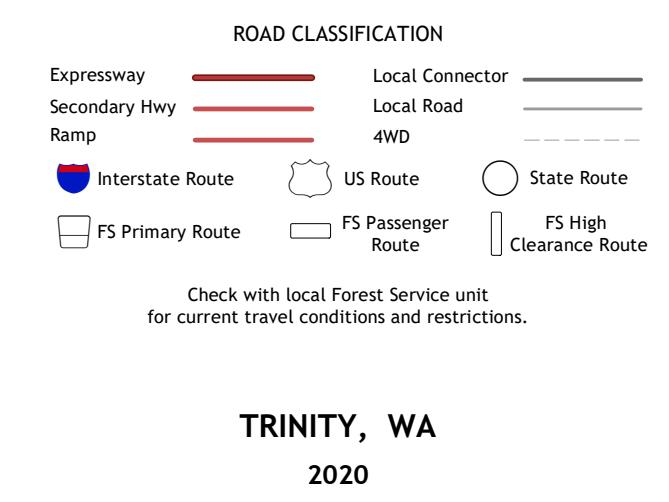 ROAD CLASSIFICATION
Expressway
Local Connector
Secondary Hwy
Local Road
Ramp
4WD
Interstate Route
US Route
State Route
FS Primary Route
FS Passenger
Route
FS High
Clearance Route
Check with local Forest Service unit
for current travel conditions and restrictions.
TRINITY, WA
2020